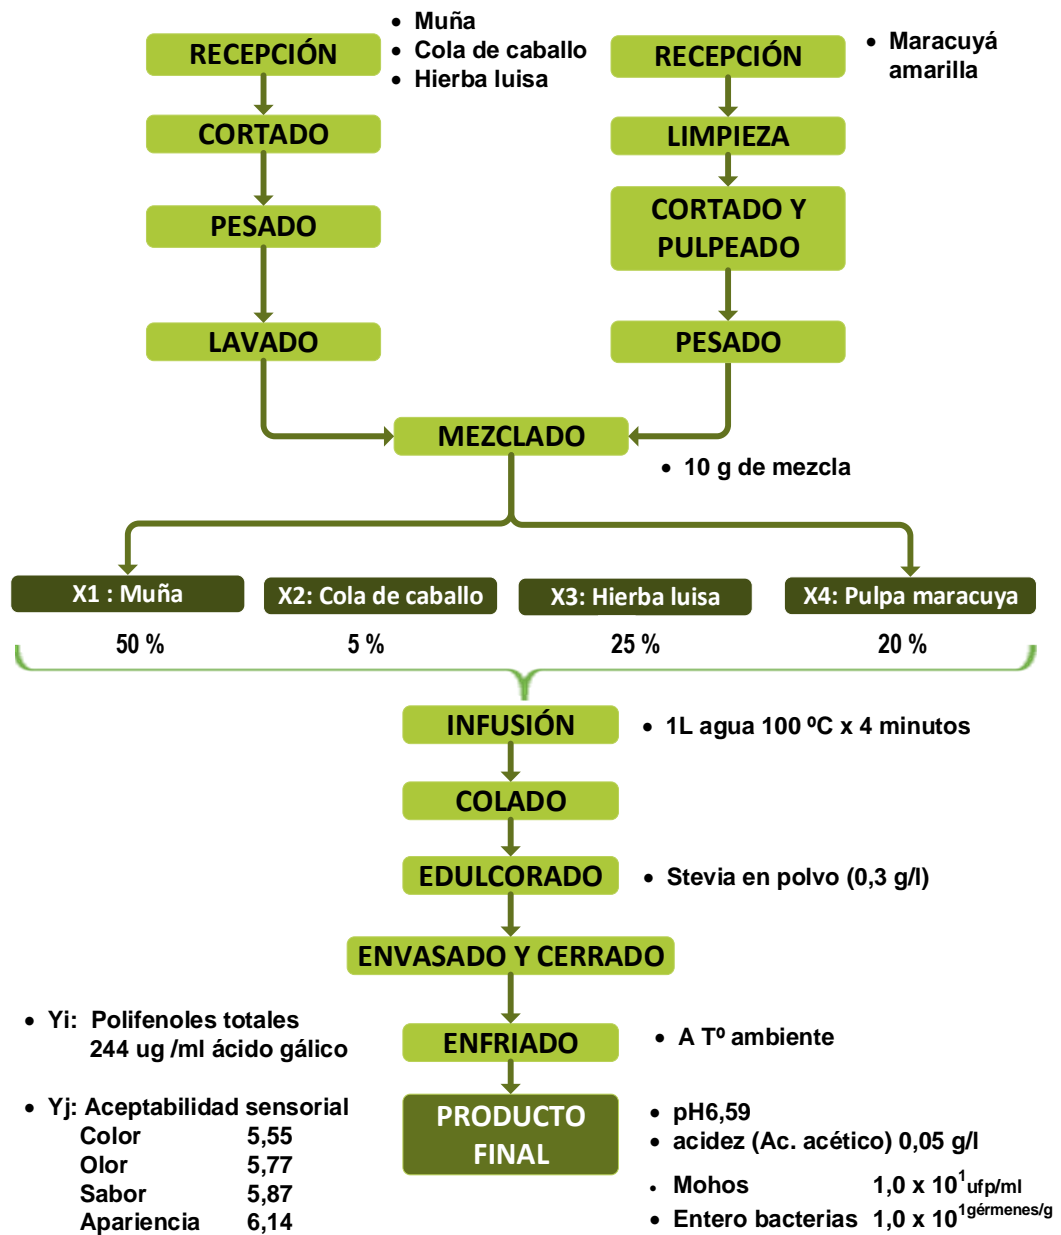 • Muña
• Cola de caballo
• Hierba luisa
RECEPCIÓN
CORTADO
PESADO
LAVADO
• Maracuyá
amarilla
RECEPCIÓN
LIMPIEZA
CORTADO Y
PULPEADO
PESADO
MEZCLADO
• 10 g de mezcla
X1 : Muña
X2: Cola de caballo
X3: Hierba luisa
X4: Pulpa maracuya
50 %
5 %
25 %
20 %
INFUSIÓN
• 1L agua 100 ºC x 4 minutos
COLADO
EDULCORADO
• Stevia en polvo (0,3 g/l)
ENVASADO Y CERRADO
ENFRIADO
• A Tº ambiente
• Yi: Polifenoles totales
244 ug /ml ácido gálico
• Yj: Aceptabilidad sensorial
Color 5,55
Olor 5,77
Sabor 5,87
Apariencia 6,14
PRODUCTO
FINAL
• pH6,59
• acidez (Ac. acético) 0,05 g/l
• Mohos 1,0 x 10^1 ufp/ml
• Entero bacterias 1,0 x 10^1gérmenes/g